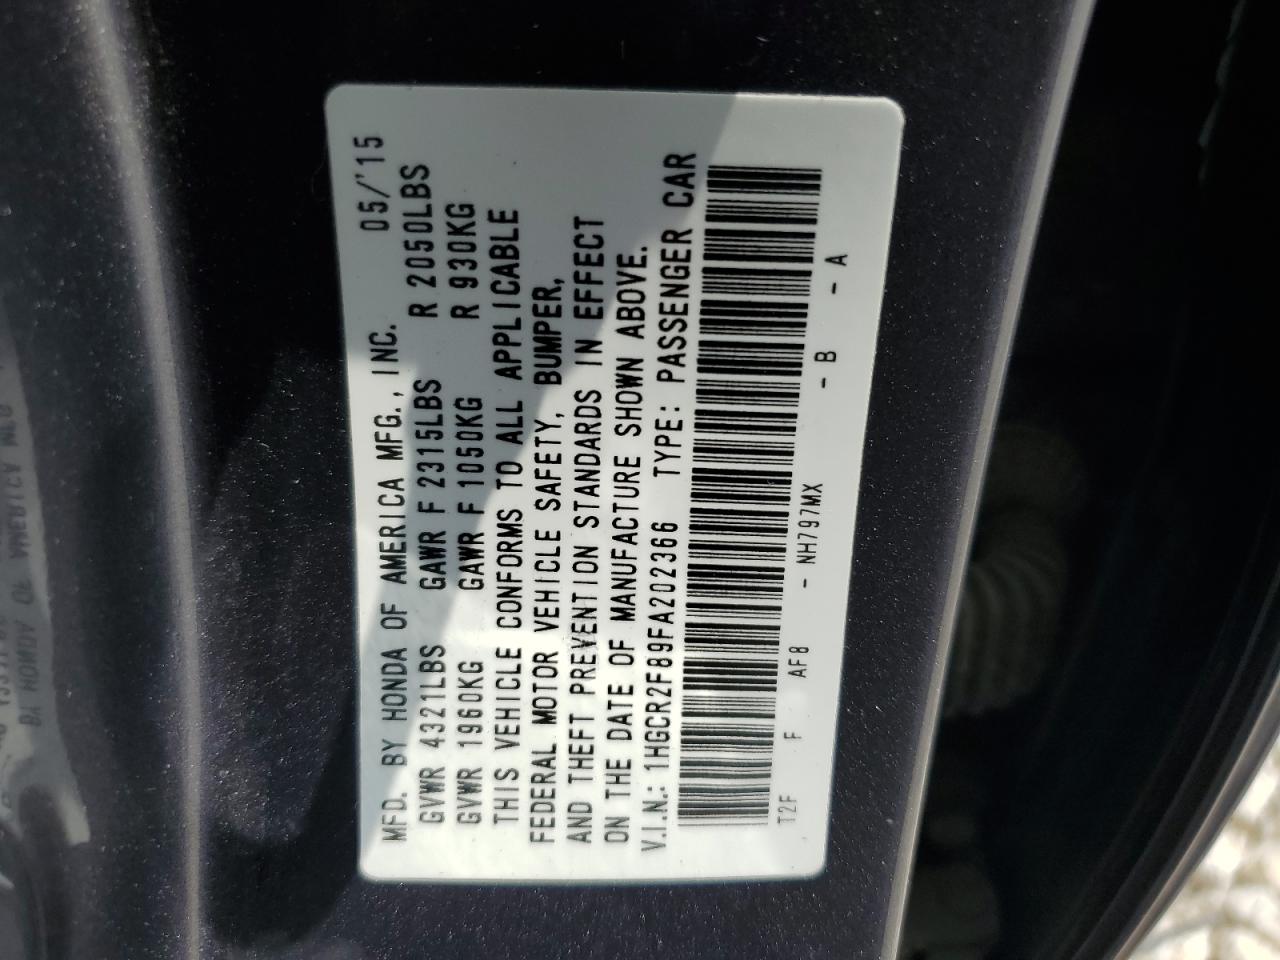 MFD. BY HONDA OF AMERICA MFG., INC. 05/'15
GVWR 4321LBS GAWR F 2315LBS R 2050LBS
GVWR 1960KG GAWR F 1050KG R 930KG
THIS VEHICLE CONFORMS TO ALL APPLICABLE
FEDERAL MOTOR VEHICLE SAFETY, BUMPER,
AND THEFT PREVENTION STANDARDS IN EFFECT
ON THE DATE OF MANUFACTURE SHOWN ABOVE.
V.I.N.: 1HGCR2F89FA202366 TYPE: PASSENGER CAR
T2F F AF8 - NH797MX - B - A